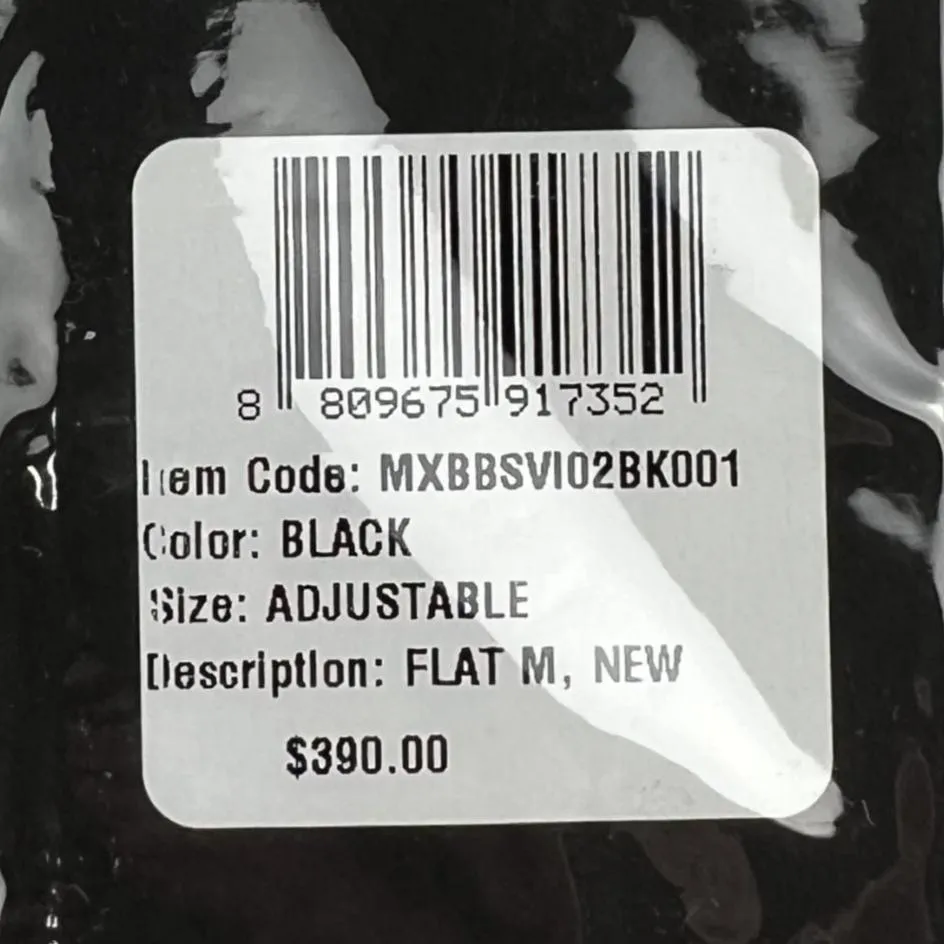 8 809675 917352
Item Code: MXBBSVI02BK001
Color: BLACK
Size: ADJUSTABLE
Description: FLAT M, NEW
$390.00